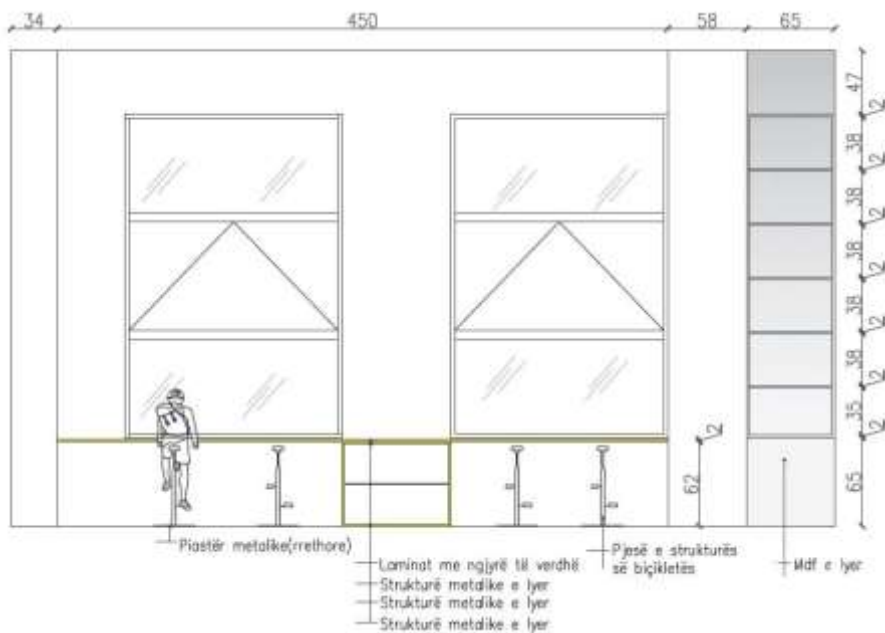 34 450 58 65
47
2
38
2
38
2
38
2
38
2
38
2
35
2
62
65
Piastër metalike(rrethore)
Laminat me ngjyrë të verdhë
Strukturë metalike e lyer
Strukturë metalike e lyer
Strukturë metalike e lyer
Pjesë e strukturës
së biçikletës
Mdf e lyer